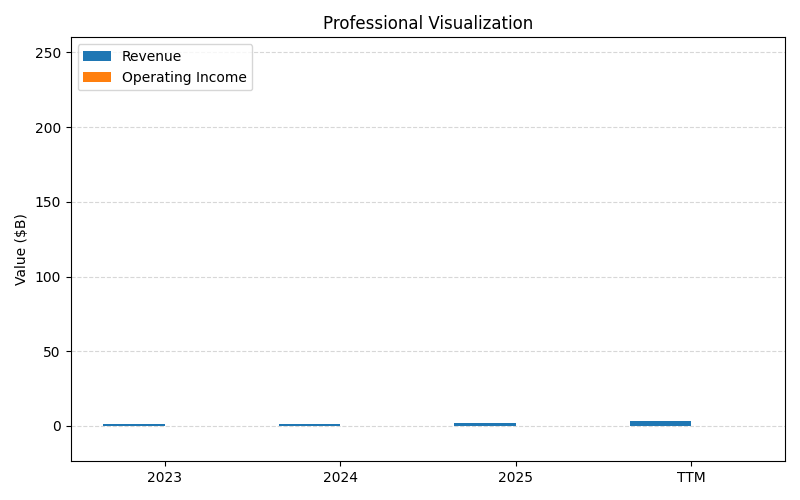 Professional Visualization
Revenue
Operating Income
Value ($B)
250
200
150
100
50
0
2023
2024
2025
TTM